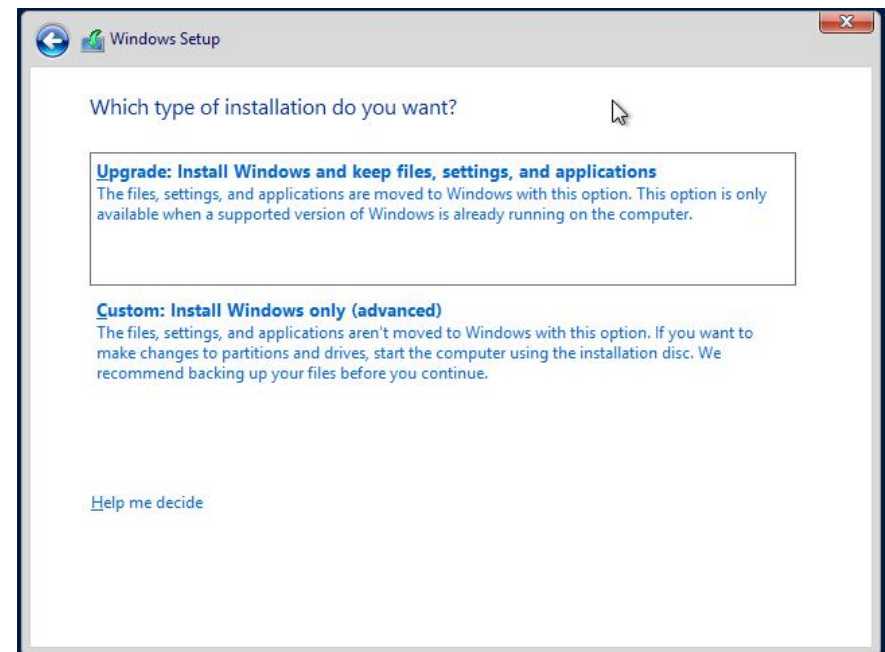 Windows Setup
Which type of installation do you want?
Upgrade: Install Windows and keep files, settings, and applications
The files, settings, and applications are moved to Windows with this option. This option is only
available when a supported version of Windows is already running on the computer.
Custom: Install Windows only (advanced)
The files, settings, and applications aren't moved to Windows with this option. If you want to
make changes to partitions and drives, start the computer using the installation disc. We
recommend backing up your files before you continue.
Help me decide